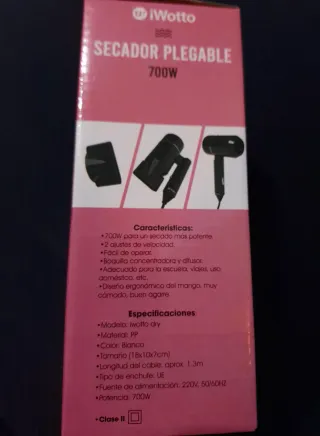 iWotto
SECADOR PLEGABLE
700W
Características:
•700W para un secado más potente.
•2 ajustes de velocidad.
•Fácil de operar.
•Boquilla concentradora y difusor.
•Adecuado para la escuela, viajes, uso
doméstico, etc.
•Diseño ergonómico del mango, muy
cómodo, buen agarre.
Especificaciones
•Modelo: iwotto dry
•Material: PP
•Color: Blanco
•Tamaño (18x10x7cm)
•Longitud del cable: aprox. 1.3m
•Tipo de enchufe: UE
•Fuente de alimentación: 220V, 50/60HZ
•Potencia: 700W
•Clase II